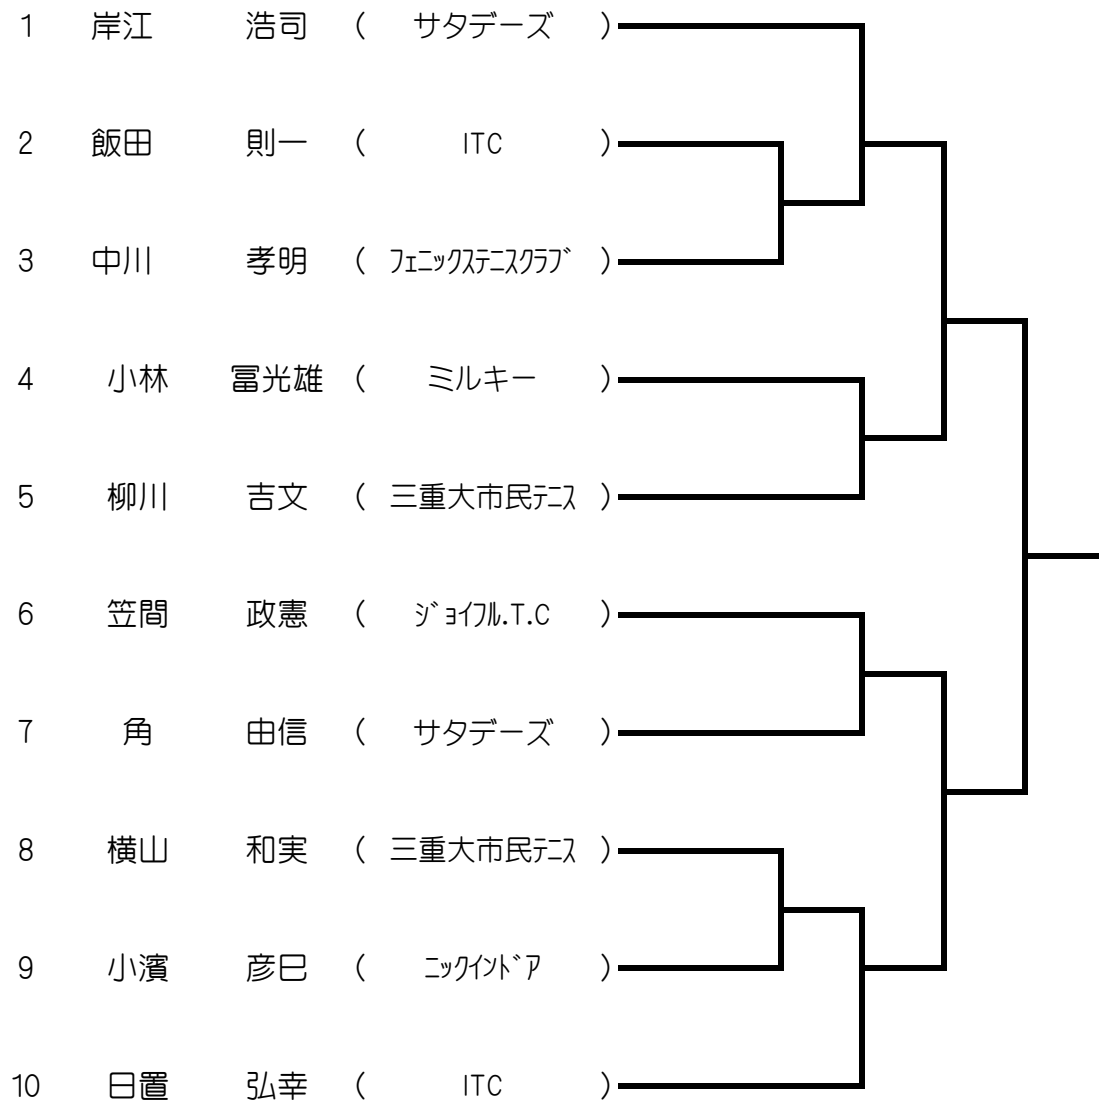 1 岸江 浩司 ( サタデーズ )
2 飯田 則一 ( ITC )
3 中川 孝明 ( ﾌｪﾆｯｸｽﾃﾆｽｸﾗﾌﾞ )
4 小林 冨光雄 ( ミルキー )
5 柳川 吉文 ( 三重大市民ﾃﾆｽ )
6 笠間 政憲 ( ｼﾞｮｲﾌﾙ.T.C )
7 角 由信 ( サタデーズ )
8 横山 和実 ( 三重大市民ﾃﾆｽ )
9 小濱 彦巳 ( ﾆｯｸｲﾝﾄﾞｱ )
10 日置 弘幸 ( ITC )